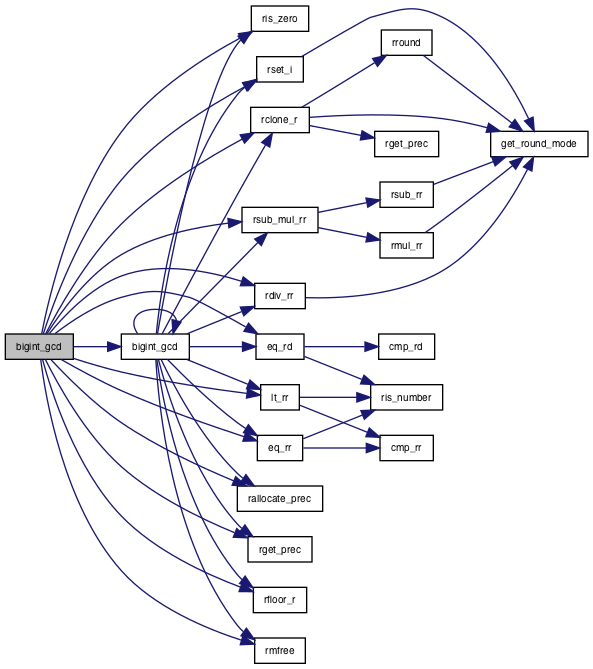 ris_zero
rset_i
rround
rclone_r
get_round_mode
rget_prec
rsub_rr
rsub_mul_rr
rmul_rr
rdiv_rr
bigint_gcd
bigint_gcd
eq_rd
cmp_rd
lt_rr
ris_number
eq_rr
cmp_rr
rallocate_prec
rget_prec
rfloor_r
rmfree